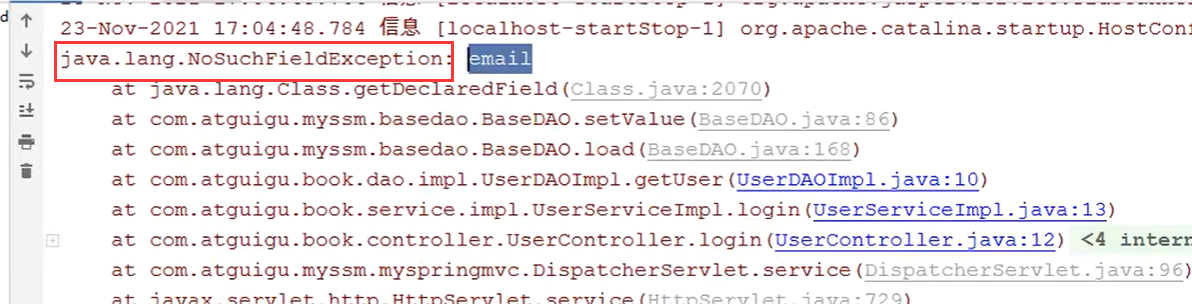 23-Nov-2021 17:04:48.784 信息 [localhost-startStop-1] org.apache.catalina.startup.HostConf
java.lang.NoSuchFieldException: email
at java.lang.Class.getDeclaredField(Class.java:2070)
at com.atguigu.myssm.basedao.BaseDAO.setValue(BaseDAO.java:86)
at com.atguigu.myssm.basedao.BaseDAO.load(BaseDAO.java:168)
at com.atguigu.book.dao.impl.UserDAOImpl.getUser(UserDAOImpl.java:10)
at com.atguigu.book.service.impl.UserServiceImpl.login(UserServiceImpl.java:13)
at com.atguigu.book.controller.UserController.login(UserController.java:12) <4 intern
at com.atguigu.myssm.myspringmvc.DispatcherServlet.service(DispatcherServlet.java:96)
at javax.servlet.http.HttpServlet.service(HttpServlet.java:729)